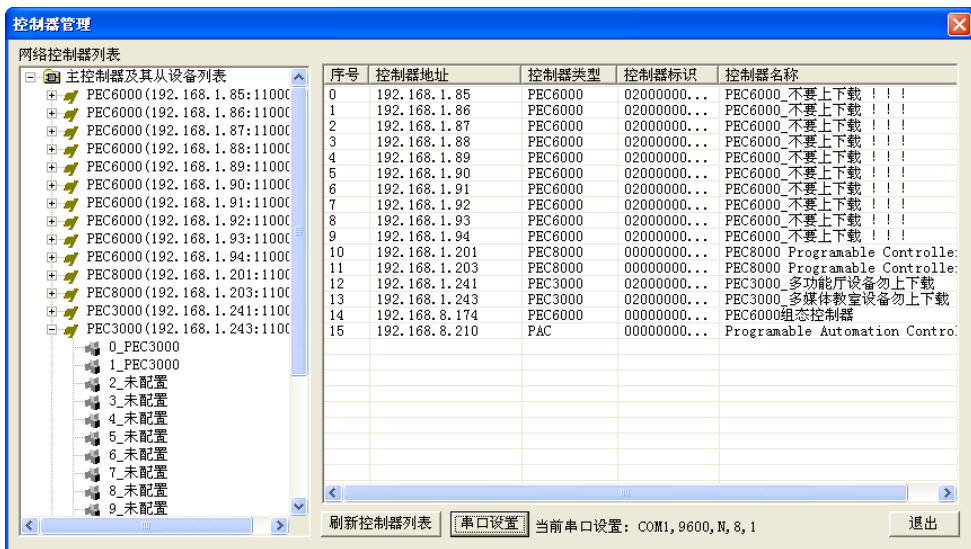 控制器管理
网络控制器列表
主控制器及其从设备列表
PEC6000(192.168.1.85:1100
PEC6000(192.168.1.86:1100
PEC6000(192.168.1.87:1100
PEC6000(192.168.1.88:1100
PEC6000(192.168.1.89:1100
PEC6000(192.168.1.90:1100
PEC6000(192.168.1.91:1100
PEC6000(192.168.1.92:1100
PEC6000(192.168.1.93:1100
PEC6000(192.168.1.94:1100
PEC8000(192.168.1.201:110
PEC8000(192.168.1.203:110
PEC3000(192.168.1.241:110
PEC3000(192.168.1.243:110
0_PEC3000
1_PEC3000
2_未配置
3_未配置
4_未配置
5_未配置
6_未配置
7_未配置
8_未配置
9_未配置
序号 控制器地址 控制器类型 控制器标识 控制器名称
0 192.168.1.85 PEC6000 02000000... PEC6000_不要上下载！！！
1 192.168.1.86 PEC6000 02000000... PEC6000_不要上下载！！！
2 192.168.1.87 PEC6000 02000000... PEC6000_不要上下载！！！
3 192.168.1.88 PEC6000 02000000... PEC6000_不要上下载！！！
4 192.168.1.89 PEC6000 02000000... PEC6000_不要上下载！！！
5 192.168.1.90 PEC6000 02000000... PEC6000_不要上下载！！！
6 192.168.1.91 PEC6000 02000000... PEC6000_不要上下载！！！
7 192.168.1.92 PEC6000 02000000... PEC6000_不要上下载！！！
8 192.168.1.93 PEC6000 02000000... PEC6000_不要上下载！！！
9 192.168.1.94 PEC6000 02000000... PEC6000_不要上下载！！！
10 192.168.1.201 PEC8000 00000000... PEC8000 Programable Controlle
11 192.168.1.203 PEC8000 00000000... PEC8000 Programable Controlle
12 192.168.1.241 PEC3000 02000000... PEC3000_多功能厅设备勿上下载
13 192.168.1.243 PEC3000 02000000... PEC3000_多媒体教室设备勿上下载
14 192.168.8.174 PEC6000 00000000... PEC6000组态控制器
15 192.168.8.210 PAC 00000000... Programable Automation Contro
刷新控制器列表 串口设置 当前串口设置：COM1,9600,N,8,1 退出